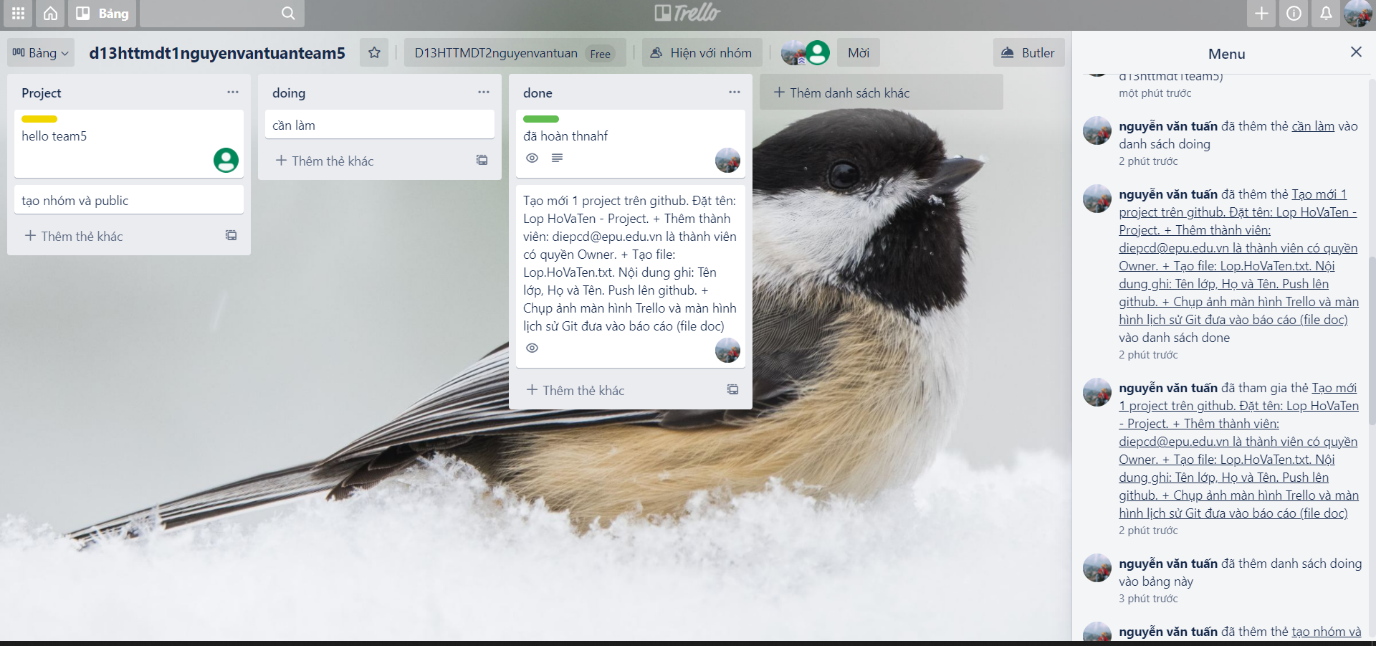 Bảng
Trello
Bảng
d13httmdt1nguyenvantuanteam5
D13HTTMDT2nguyenvantuan Free
Hiện với nhóm
Mời
Butler
Project
hello team5
tạo nhóm và public
+ Thêm thẻ khác
doing
cần làm
+ Thêm thẻ khác
done
đã hoàn thnahf
Tạo mới 1 project trên github. Đặt tên:
Lop HoVaTen - Project. + Thêm thành
viên: diepcd@epu.edu.vn là thành viên
có quyền Owner. + Tạo file:
Lop.HoVaTen.txt. Nội dung ghi: Tên
lớp, Họ và Tên. Push lên github. +
Chụp ảnh màn hình Trello và màn hình
lịch sử Git đưa vào báo cáo (file doc)
+ Thêm thẻ khác
+ Thêm danh sách khác
Menu
d13httmdt1team5)
một phút trước
nguyễn văn tuấn đã thêm thẻ cần làm vào
danh sách doing
2 phút trước
nguyễn văn tuấn đã thêm thẻ Tạo mới 1
project trên github. Đặt tên: Lop HoVaTen -
Project. + Thêm thành viên:
diepcd@epu.edu.vn là thành viên có quyền
Owner. + Tạo file: Lop.HoVaTen.txt. Nội
dung ghi: Tên lớp, Họ và Tên. Push lên
github. + Chụp ảnh màn hình Trello và màn
hình lịch sử Git đưa vào báo cáo (file doc)
vào danh sách done
2 phút trước
nguyễn văn tuấn đã tham gia thẻ Tạo mới
1 project trên github. Đặt tên: Lop HoVaTen
- Project. + Thêm thành viên:
diepcd@epu.edu.vn là thành viên có quyền
Owner. + Tạo file: Lop.HoVaTen.txt. Nội
dung ghi: Tên lớp, Họ và Tên. Push lên
github. + Chụp ảnh màn hình Trello và màn
hình lịch sử Git đưa vào báo cáo (file doc)
2 phút trước
nguyễn văn tuấn đã thêm danh sách doing
vào bảng này
3 phút trước
nguyễn văn tuấn đã thêm thẻ tạo nhóm và